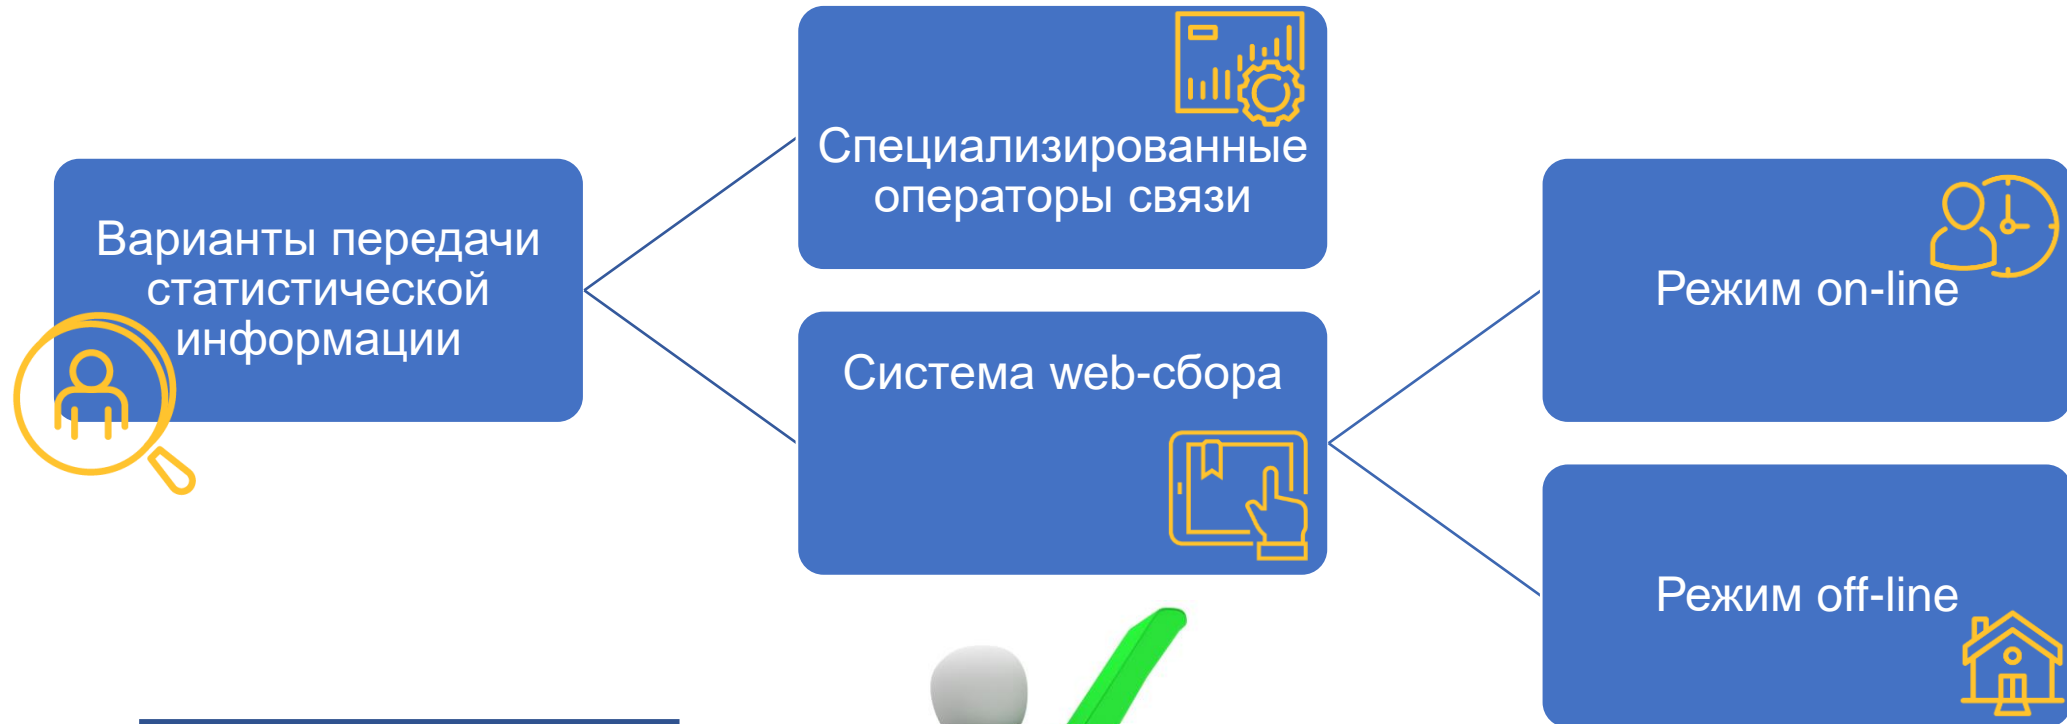 Варианты передачи
статистической
информации
Специализированные
операторы связи
Система web-сбора
Режим on-line
Режим off-line